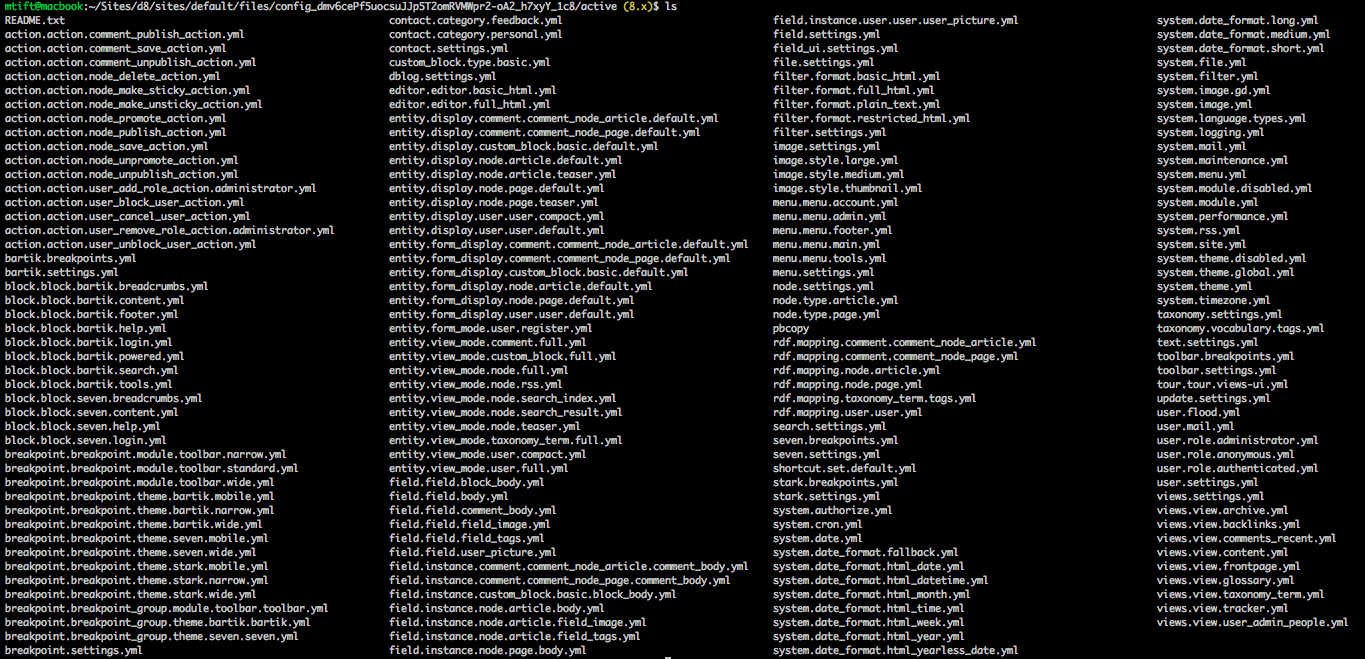 mtift@macbook:~/Sites/d8/sites/default/files/config_dmv6cePf5uocsuJJp5T2omRVMWpr2-oA2_h7xyY_1c8/active (8.x)$ ls
README.txt
action.action.comment_publish_action.yml
action.action.comment_save_action.yml
action.action.comment_unpublish_action.yml
action.action.node_delete_action.yml
action.action.node_make_sticky_action.yml
action.action.node_make_unsticky_action.yml
action.action.node_promote_action.yml
action.action.node_publish_action.yml
action.action.node_save_action.yml
action.action.node_unpromote_action.yml
action.action.node_unpublish_action.yml
action.action.user_add_role_action.administrator.yml
action.action.user_block_user_action.yml
action.action.user_cancel_user_action.yml
action.action.user_remove_role_action.administrator.yml
action.action.user_unblock_user_action.yml
bartik.breakpoints.yml
bartik.settings.yml
block.block.bartik.breadcrumbs.yml
block.block.bartik.content.yml
block.block.bartik.footer.yml
block.block.bartik.help.yml
block.block.bartik.login.yml
block.block.bartik.powered.yml
block.block.bartik.search.yml
block.block.bartik.tools.yml
block.block.seven.breadcrumbs.yml
block.block.seven.content.yml
block.block.seven.help.yml
block.block.seven.login.yml
breakpoint.breakpoint.module.toolbar.narrow.yml
breakpoint.breakpoint.module.toolbar.standard.yml
breakpoint.breakpoint.module.toolbar.wide.yml
breakpoint.breakpoint.theme.bartik.mobile.yml
breakpoint.breakpoint.theme.bartik.narrow.yml
breakpoint.breakpoint.theme.bartik.wide.yml
breakpoint.breakpoint.theme.seven.mobile.yml
breakpoint.breakpoint.theme.seven.wide.yml
breakpoint.breakpoint.theme.stark.mobile.yml
breakpoint.breakpoint.theme.stark.narrow.yml
breakpoint.breakpoint.theme.stark.wide.yml
breakpoint.breakpoint_group.module.toolbar.toolbar.yml
breakpoint.breakpoint_group.theme.bartik.bartik.yml
breakpoint.breakpoint_group.theme.seven.seven.yml
breakpoint.settings.yml
contact.category.feedback.yml
contact.category.personal.yml
contact.settings.yml
custom_block.type.basic.yml
dblog.settings.yml
editor.editor.basic_html.yml
editor.editor.full_html.yml
entity.display.comment.comment_node_article.default.yml
entity.display.comment.comment_node_page.default.yml
entity.display.custom_block.basic.default.yml
entity.display.node.article.default.yml
entity.display.node.article.teaser.yml
entity.display.node.page.default.yml
entity.display.node.page.teaser.yml
entity.display.user.user.compact.yml
entity.display.user.user.default.yml
entity.form_display.comment.comment_node_article.default.yml
entity.form_display.comment.comment_node_page.default.yml
entity.form_display.custom_block.basic.default.yml
entity.form_display.node.article.default.yml
entity.form_display.node.page.default.yml
entity.form_display.user.user.default.yml
entity.form_mode.user.register.yml
entity.view_mode.comment.full.yml
entity.view_mode.custom_block.full.yml
entity.view_mode.node.full.yml
entity.view_mode.node.rss.yml
entity.view_mode.node.search_index.yml
entity.view_mode.node.search_result.yml
entity.view_mode.node.teaser.yml
entity.view_mode.taxonomy_term.full.yml
entity.view_mode.user.compact.yml
entity.view_mode.user.full.yml
field.field.block_body.yml
field.field.body.yml
field.field.comment_body.yml
field.field.field_image.yml
field.field.field_tags.yml
field.field.user_picture.yml
field.instance.comment.comment_node_article.comment_body.yml
field.instance.comment.comment_node_page.comment_body.yml
field.instance.custom_block.basic.block_body.yml
field.instance.node.article.body.yml
field.instance.node.article.field_image.yml
field.instance.node.article.field_tags.yml
field.instance.node.page.body.yml
field.instance.user.user.user_picture.yml
field.settings.yml
field_ui.settings.yml
file.settings.yml
filter.format.basic_html.yml
filter.format.full_html.yml
filter.format.plain_text.yml
filter.format.restricted_html.yml
filter.settings.yml
image.settings.yml
image.style.large.yml
image.style.medium.yml
image.style.thumbnail.yml
menu.menu.account.yml
menu.menu.admin.yml
menu.menu.footer.yml
menu.menu.main.yml
menu.menu.tools.yml
menu.settings.yml
node.settings.yml
node.type.article.yml
node.type.page.yml
pbcopy
rdf.mapping.comment.comment_node_article.yml
rdf.mapping.comment.comment_node_page.yml
rdf.mapping.node.article.yml
rdf.mapping.node.page.yml
rdf.mapping.taxonomy_term.tags.yml
rdf.mapping.user.user.yml
search.settings.yml
seven.breakpoints.yml
seven.settings.yml
shortcut.set.default.yml
stark.breakpoints.yml
stark.settings.yml
system.authorize.yml
system.cron.yml
system.date.yml
system.date_format.fallback.yml
system.date_format.html_date.yml
system.date_format.html_datetime.yml
system.date_format.html_month.yml
system.date_format.html_time.yml
system.date_format.html_week.yml
system.date_format.html_year.yml
system.date_format.html_yearless_date.yml
system.date_format.long.yml
system.date_format.medium.yml
system.date_format.short.yml
system.file.yml
system.filter.yml
system.image.gd.yml
system.image.yml
system.language.types.yml
system.logging.yml
system.mail.yml
system.maintenance.yml
system.menu.yml
system.module.disabled.yml
system.module.yml
system.performance.yml
system.rss.yml
system.site.yml
system.theme.disabled.yml
system.theme.global.yml
system.theme.yml
system.timezone.yml
taxonomy.settings.yml
taxonomy.vocabulary.tags.yml
text.settings.yml
toolbar.breakpoints.yml
toolbar.settings.yml
tour.tour.views-ui.yml
update.settings.yml
user.flood.yml
user.mail.yml
user.role.administrator.yml
user.role.anonymous.yml
user.role.authenticated.yml
user.settings.yml
views.settings.yml
views.view.archive.yml
views.view.backlinks.yml
views.view.comments_recent.yml
views.view.content.yml
views.view.frontpage.yml
views.view.glossary.yml
views.view.taxonomy_term.yml
views.view.tracker.yml
views.view.user_admin_people.yml